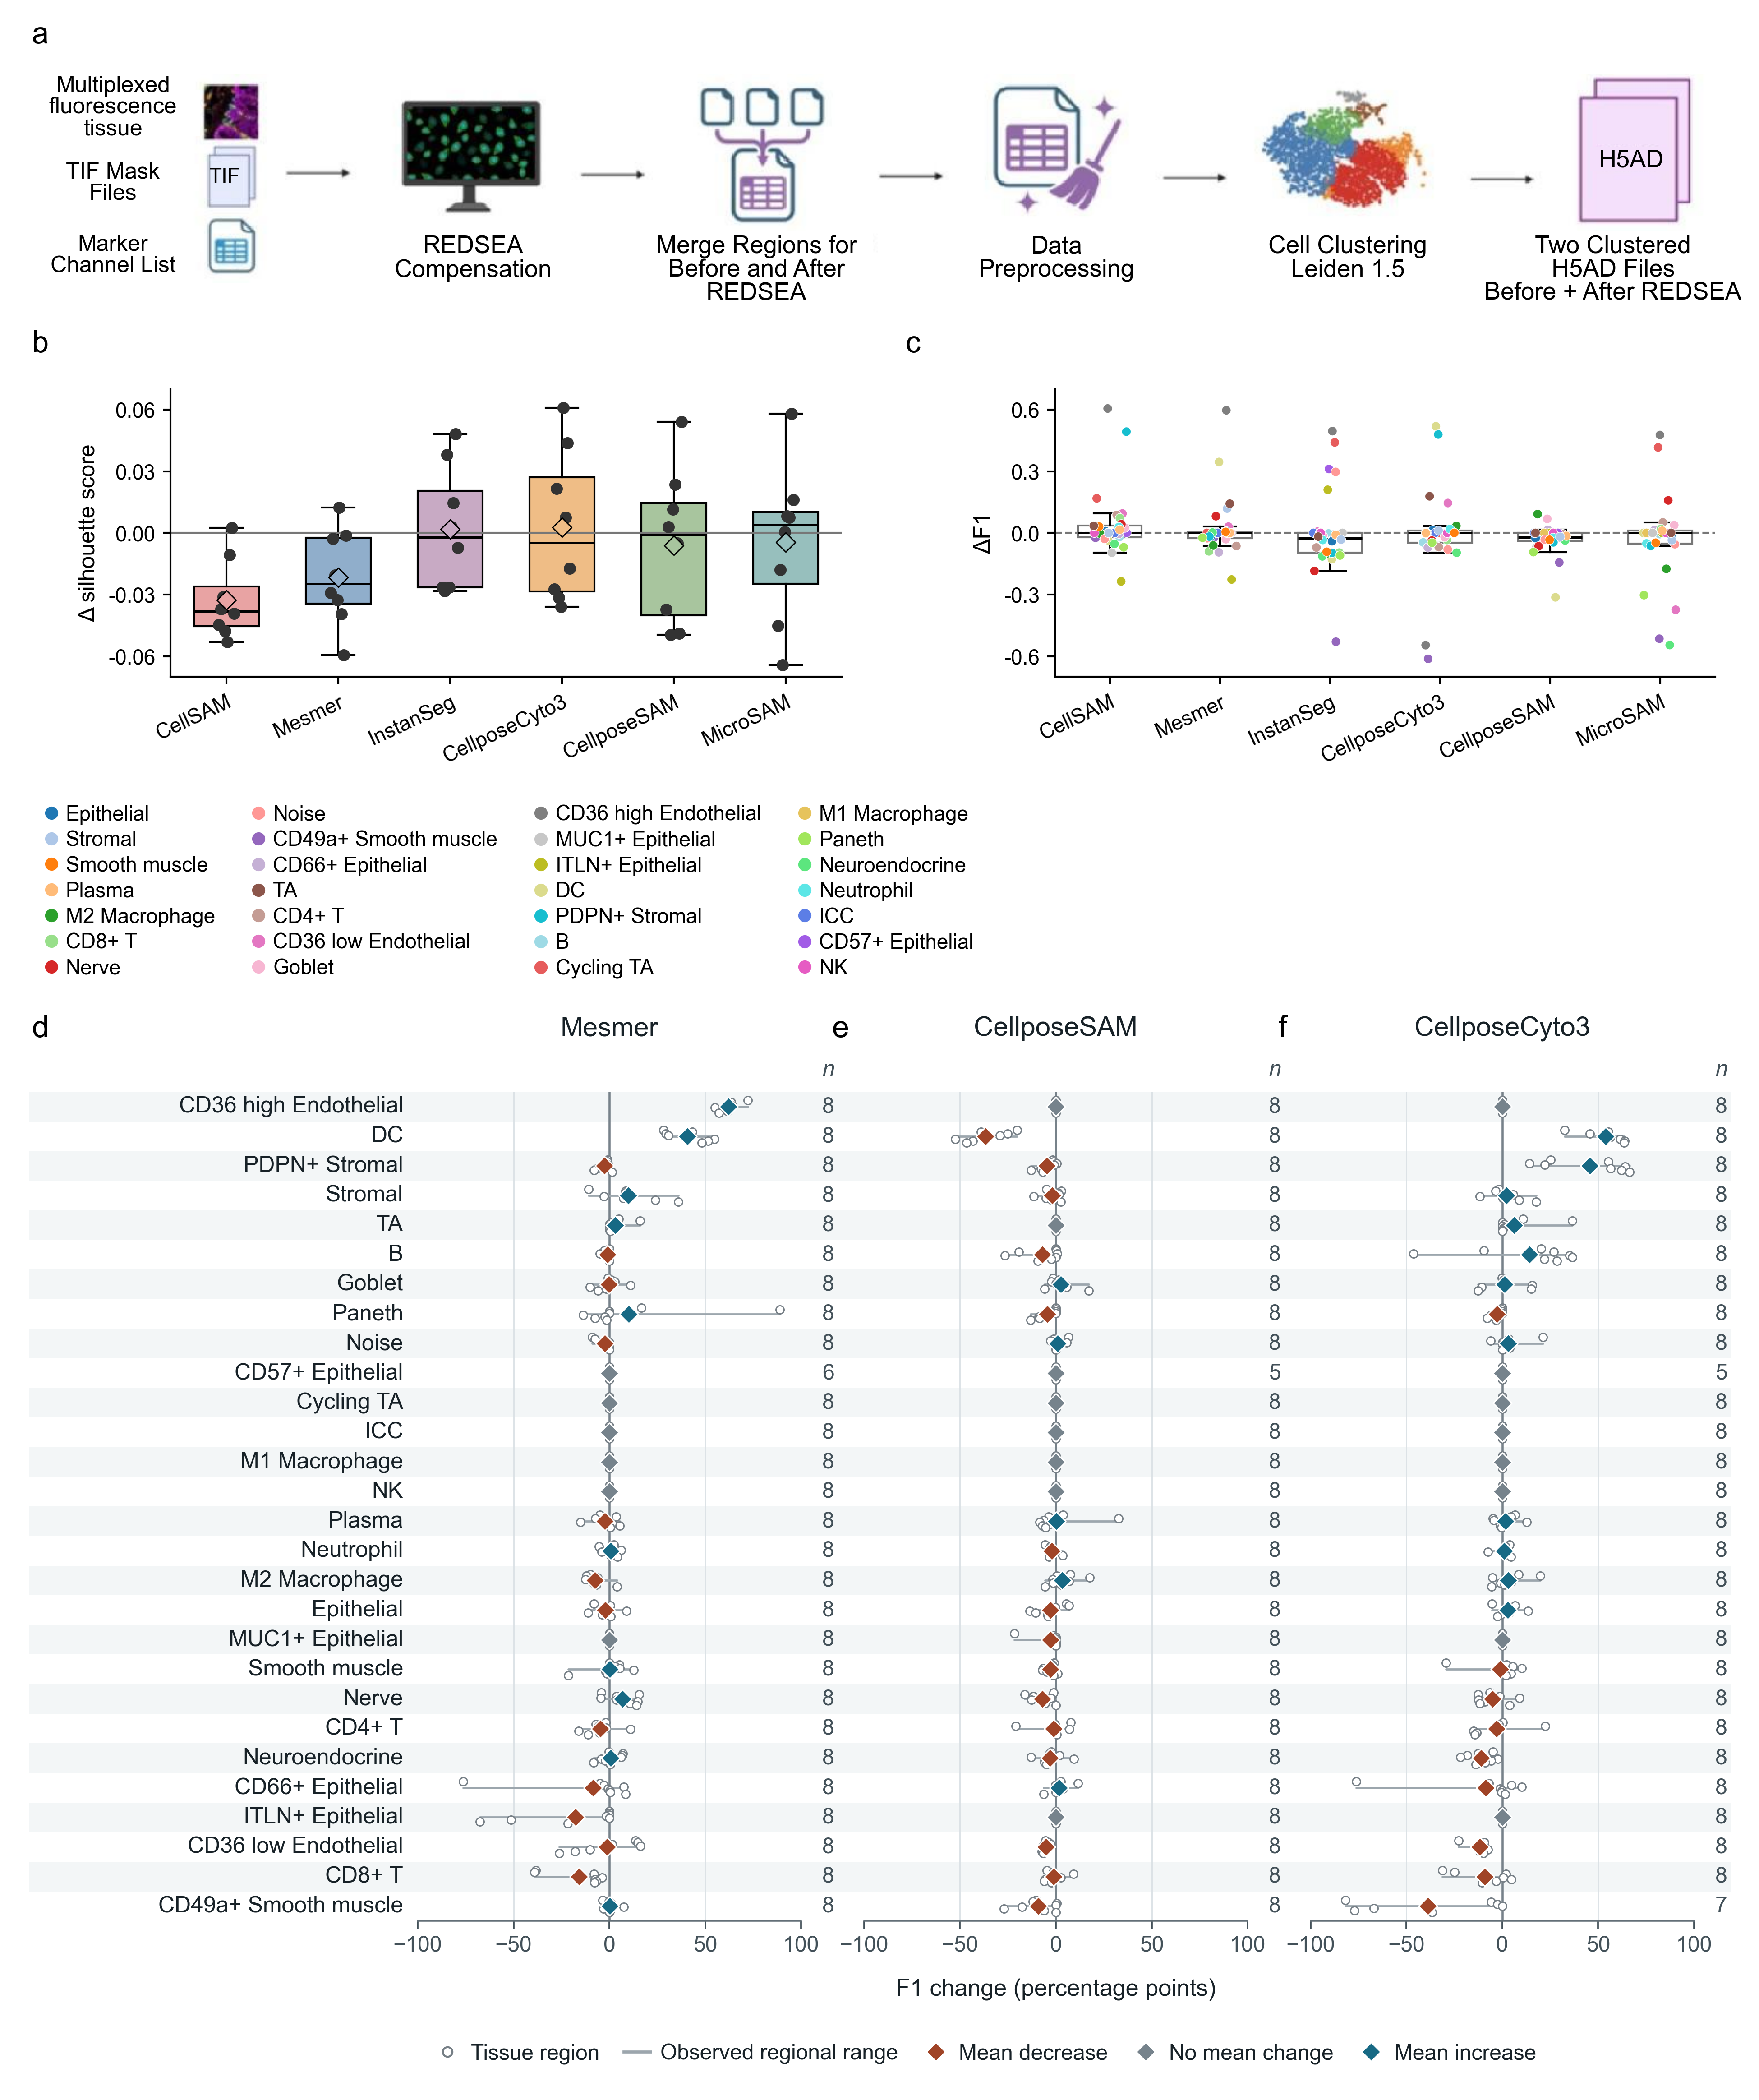 a
Multiplexed
fluorescence
tissue
TIF Mask
Files
TIF
Marker
Channel List
REDSEA
Compensation
Merge Regions for
Before and After
REDSEA
Data
Preprocessing
Cell Clustering
Leiden 1.5
H5AD
Two Clustered
H5AD Files
Before + After REDSEA
b
Δ silhouette score
0.06
0.03
0.00
-0.03
-0.06
CellSAM
Mesmer
InstanSeg
CellposeCyto3
CellposeSAM
MicroSAM
c
ΔF1
0.6
0.3
0.0
-0.3
-0.6
CellSAM
Mesmer
InstanSeg
CellposeCyto3
CellposeSAM
MicroSAM
Epithelial
Stromal
Smooth muscle
Plasma
M2 Macrophage
CD8+ T
Nerve
Noise
CD49a+ Smooth muscle
CD66+ Epithelial
TA
CD4+ T
CD36 low Endothelial
Goblet
CD36 high Endothelial
MUC1+ Epithelial
ITLN+ Epithelial
DC
PDPN+ Stromal
B
Cycling TA
M1 Macrophage
Paneth
Neuroendocrine
Neutrophil
ICC
CD57+ Epithelial
NK
d Mesmer e CellposeSAM f CellposeCyto3
n n n
CD36 high Endothelial 8 8 8
DC 8 8 8
PDPN+ Stromal 8 8 8
Stromal 8 8 8
TA 8 8 8
B 8 8 8
Goblet 8 8 8
Paneth 8 8 8
Noise 8 8 8
CD57+ Epithelial 6 5 5
Cycling TA 8 8 8
ICC 8 8 8
M1 Macrophage 8 8 8
NK 8 8 8
Plasma 8 8 8
Neutrophil 8 8 8
M2 Macrophage 8 8 8
Epithelial 8 8 8
MUC1+ Epithelial 8 8 8
Smooth muscle 8 8 8
Nerve 8 8 8
CD4+ T 8 8 8
Neuroendocrine 8 8 8
CD66+ Epithelial 8 8 8
ITLN+ Epithelial 8 8 8
CD36 low Endothelial 8 8 8
CD8+ T 8 8 8
CD49a+ Smooth muscle 8 8 7
−100 −50 0 50 100 −100 −50 0 50 100 −100 −50 0 50 100
F1 change (percentage points)
Tissue region Observed regional range Mean decrease No mean change Mean increase